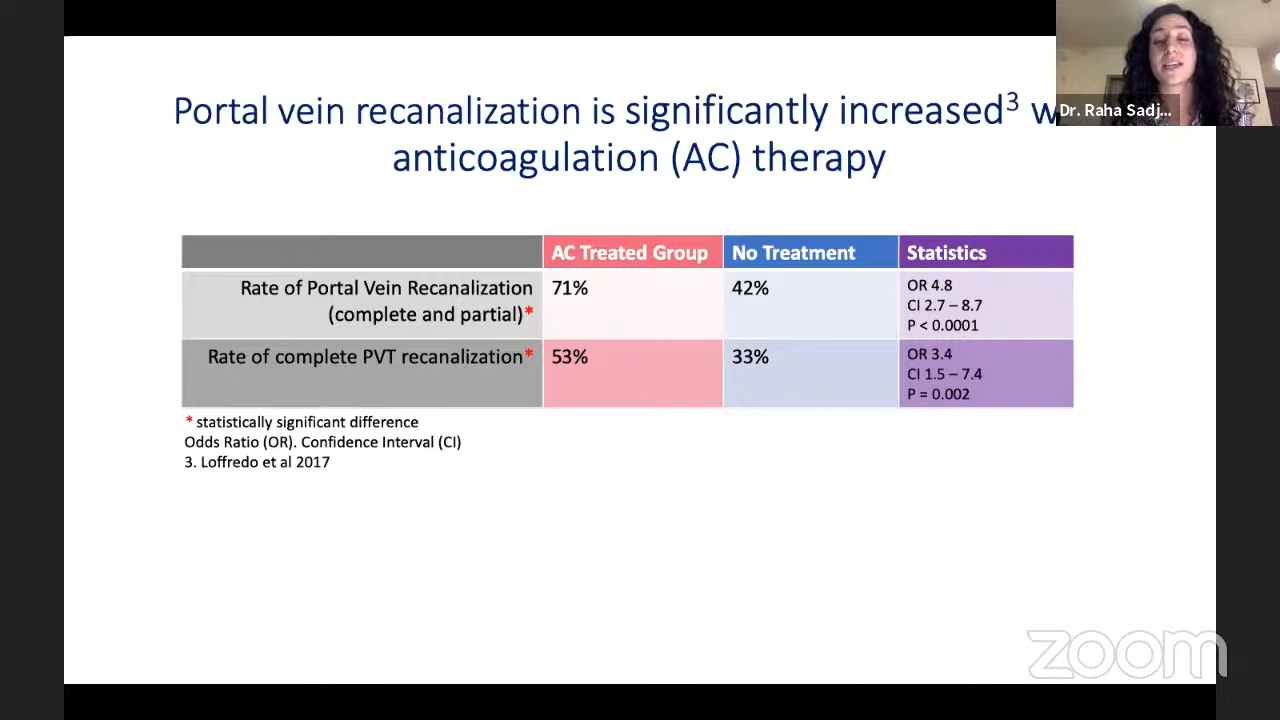 Portal vein recanalization is significantly increased³ w
anticoagulation (AC) therapy
Dr. Raha Sadj...
AC Treated Group
No Treatment
Statistics
Rate of Portal Vein Recanalization
(complete and partial)*
71%
42%
OR 4.8
CI 2.7 – 8.7
P < 0.0001
Rate of complete PVT recanalization*
53%
33%
OR 3.4
CI 1.5 – 7.4
P = 0.002
* statistically significant difference
Odds Ratio (OR). Confidence Interval (CI)
3. Loffredo et al 2017
zoom